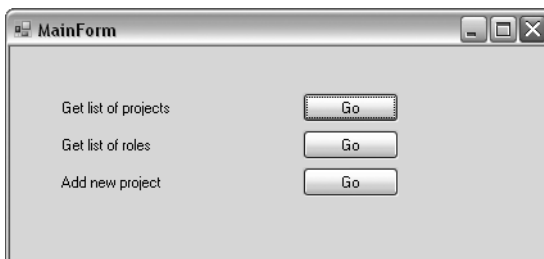 MainForm
Get list of projects Go
Get list of roles Go
Add new project Go